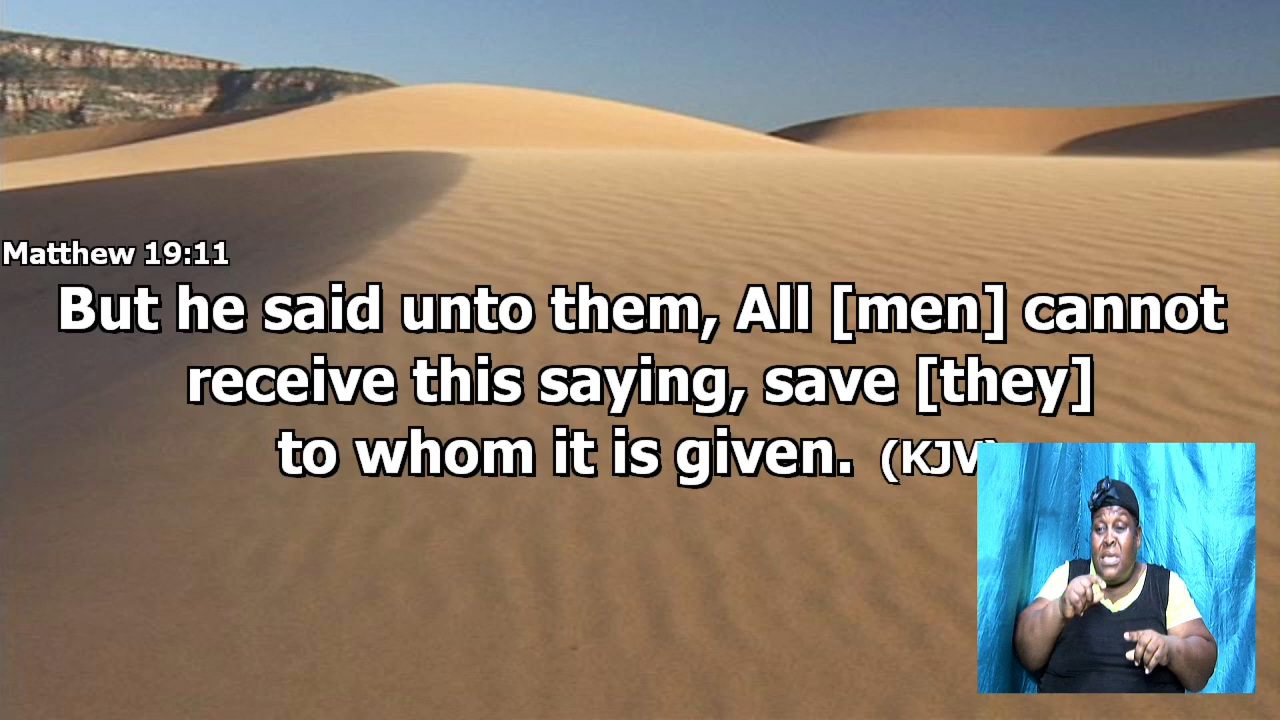 Matthew 19:11
But he said unto them, All [men] cannot
receive this saying, save [they]
to whom it is given. (KJV)